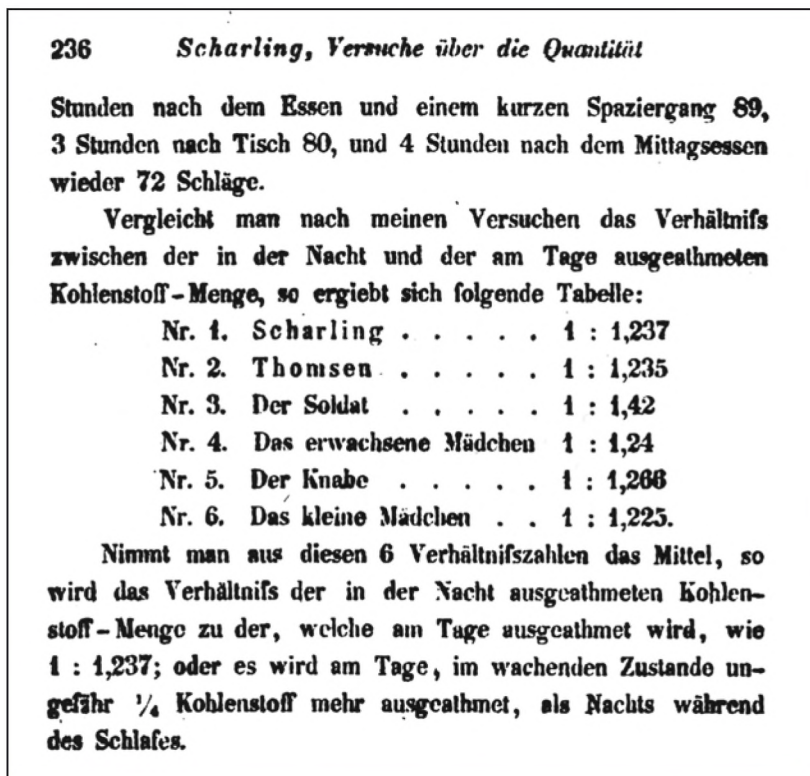 236 Scharling, Versuche über die Quantität
Stunden nach dem Essen und einem kurzen Spaziergang 89,
3 Stunden nach Tisch 80, und 4 Stunden nach dem Mittagsessen
wieder 72 Schläge.
Vergleicht man nach meinen Versuchen das Verhältnifs
zwischen der in der Nacht und der am Tage ausgeathmeten
Kohlenstoff-Menge, so ergiebt sich folgende Tabelle:
Nr. 1. Scharling . . . . . 1 : 1,237
Nr. 2. Thomsen . . . . . 1 : 1,235
Nr. 3. Der Soldat . . . . . 1 : 1,42
Nr. 4. Das erwachsene Mädchen 1 : 1,24
Nr. 5. Der Knabe . . . . . 1 : 1,266
Nr. 6. Das kleine Mädchen . . 1 : 1,225.
Nimmt man aus diesen 6 Verhältnifszahlen das Mittel, so
wird das Verhältnifs der in der Nacht ausgeathmeten Kohlen-
stoff-Menge zu der, welche am Tage ausgeathmet wird, wie
1 : 1,237; oder es wird am Tage, im wachenden Zustande un-
gefähr 1/4 Kohlenstoff mehr ausgeathmet, als Nachts während
des Schlafes.